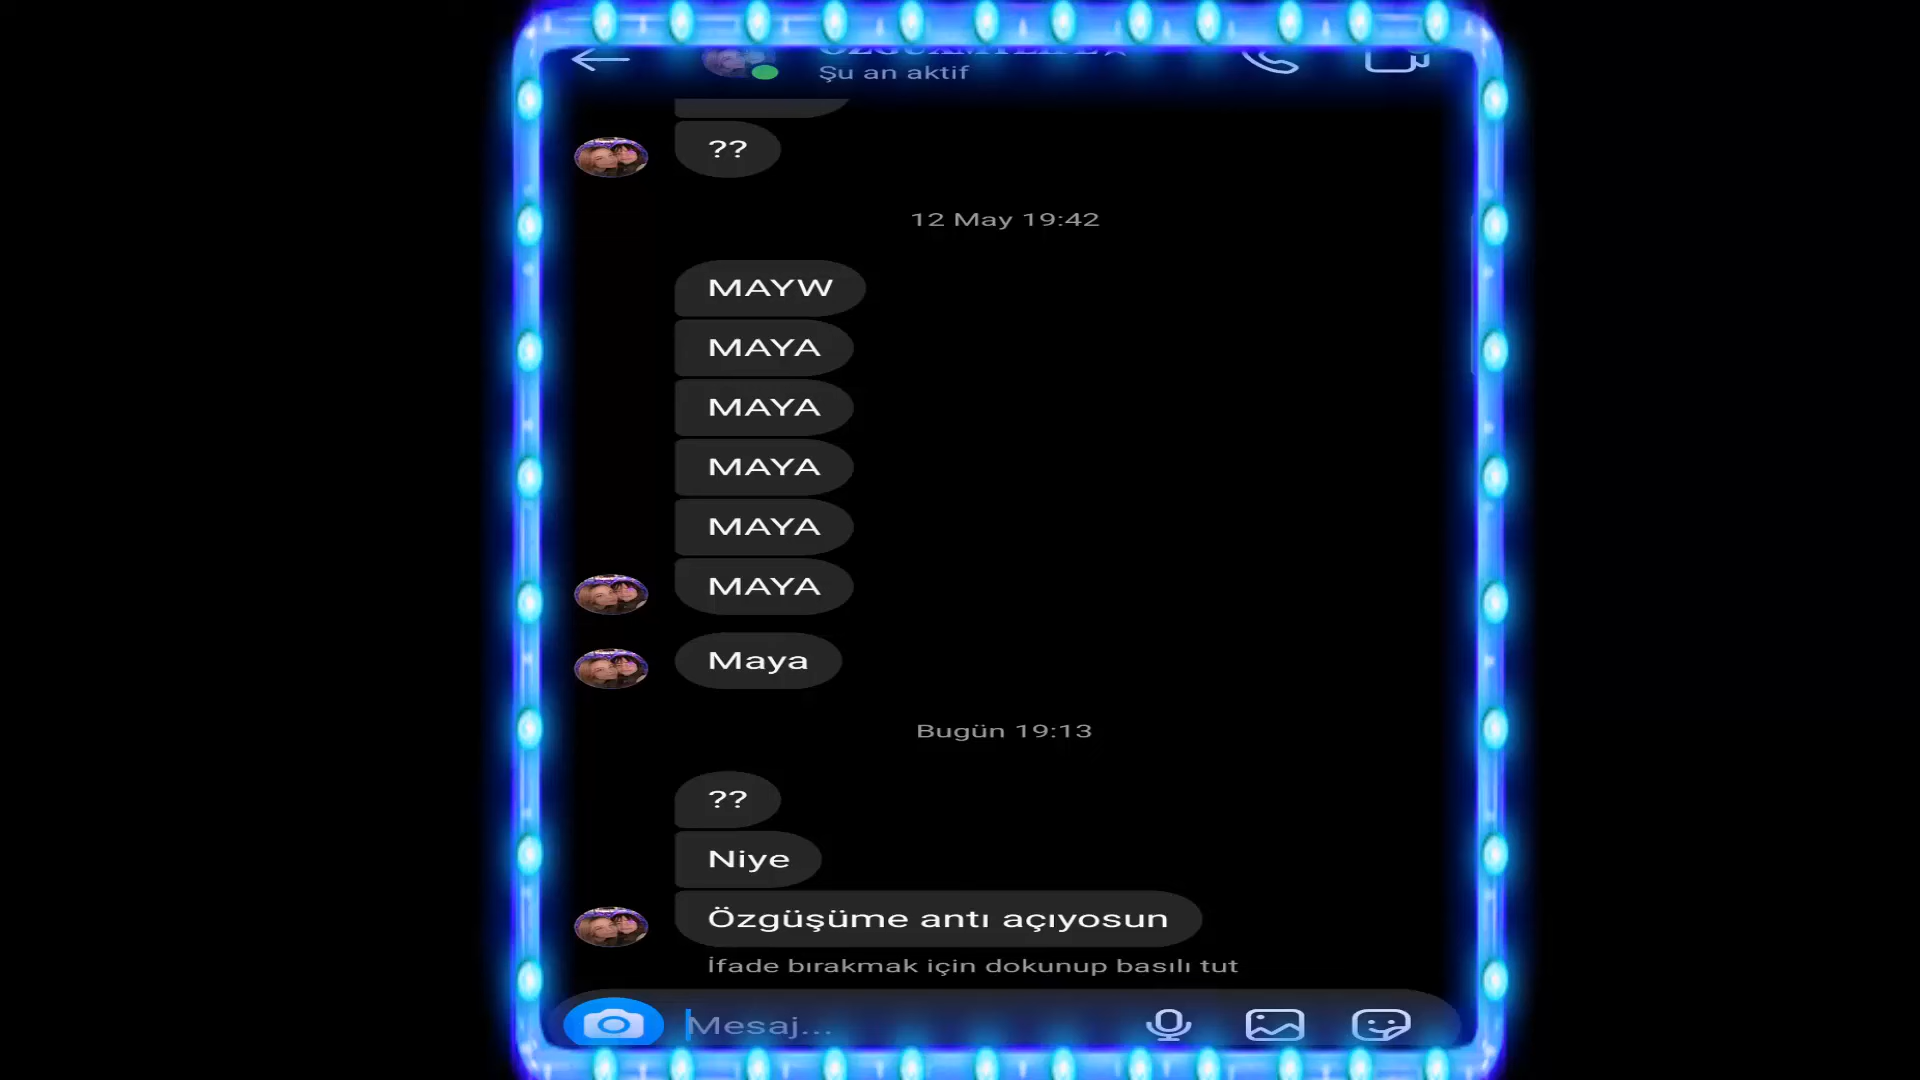 Şu an aktif
??
12 May 19:42
MAYW
MAYA
MAYA
MAYA
MAYA
MAYA
Maya
Bugün 19:13
??
Niye
Özgüşüme antı açıyosun
İfade bırakmak için dokunup basılı tut
Mesaj...